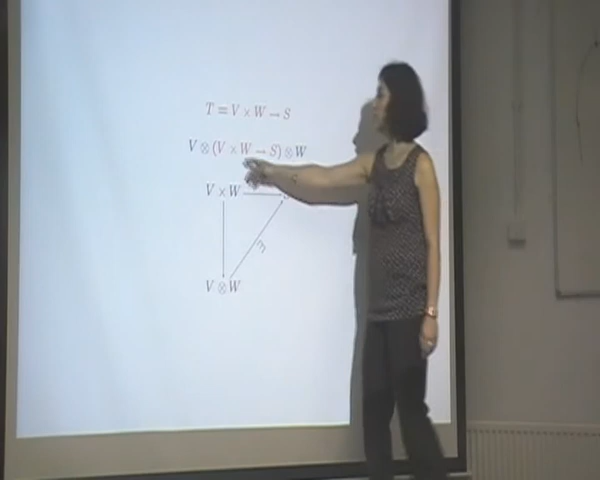 T = V × W → S
V ⊗ (V × W → S) ⊗ W
V × W
∃
V ⊗ W